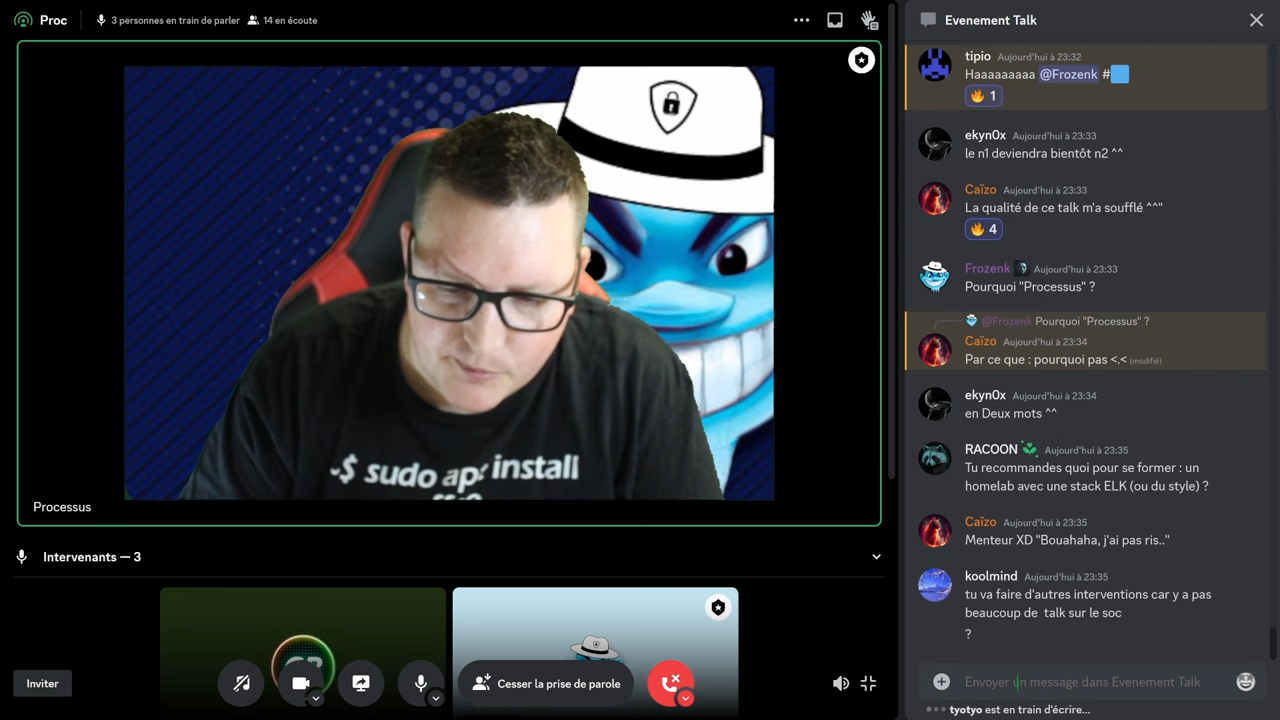 Proc
3 personnes en train de parler
14 en écoute
Evenement Talk
tipio Aujourd'hui à 23:32
Haaaaaaaaa @Frozenk #
🔥 1
ekyn0x Aujourd'hui à 23:33
le n1 deviendra bientôt n2 ^^
Caïzo Aujourd'hui à 23:33
La qualité de ce talk m'a soufflé ^^"
🔥 4
Frozenk Aujourd'hui à 23:33
Pourquoi "Processus" ?
@Frozenk Pourquoi "Processus" ?
Caïzo Aujourd'hui à 23:34
Par ce que : pourquoi pas <.< (modifié)
ekyn0x Aujourd'hui à 23:34
en Deux mots ^^
RACOON Aujourd'hui à 23:35
Tu recommandes quoi pour se former : un
homelab avec une stack ELK (ou du style) ?
Caïzo Aujourd'hui à 23:35
Menteur XD "Bouahaha, j'ai pas ris.."
koolmind Aujourd'hui à 23:35
tu va faire d'autres interventions car y a pas
beaucoup de talk sur le soc
?
Envoyer un message dans Evenement Talk
tyotyo est en train d'écrire...
$ sudo apt install
Processus
Intervenants — 3
Inviter
Cesser la prise de parole